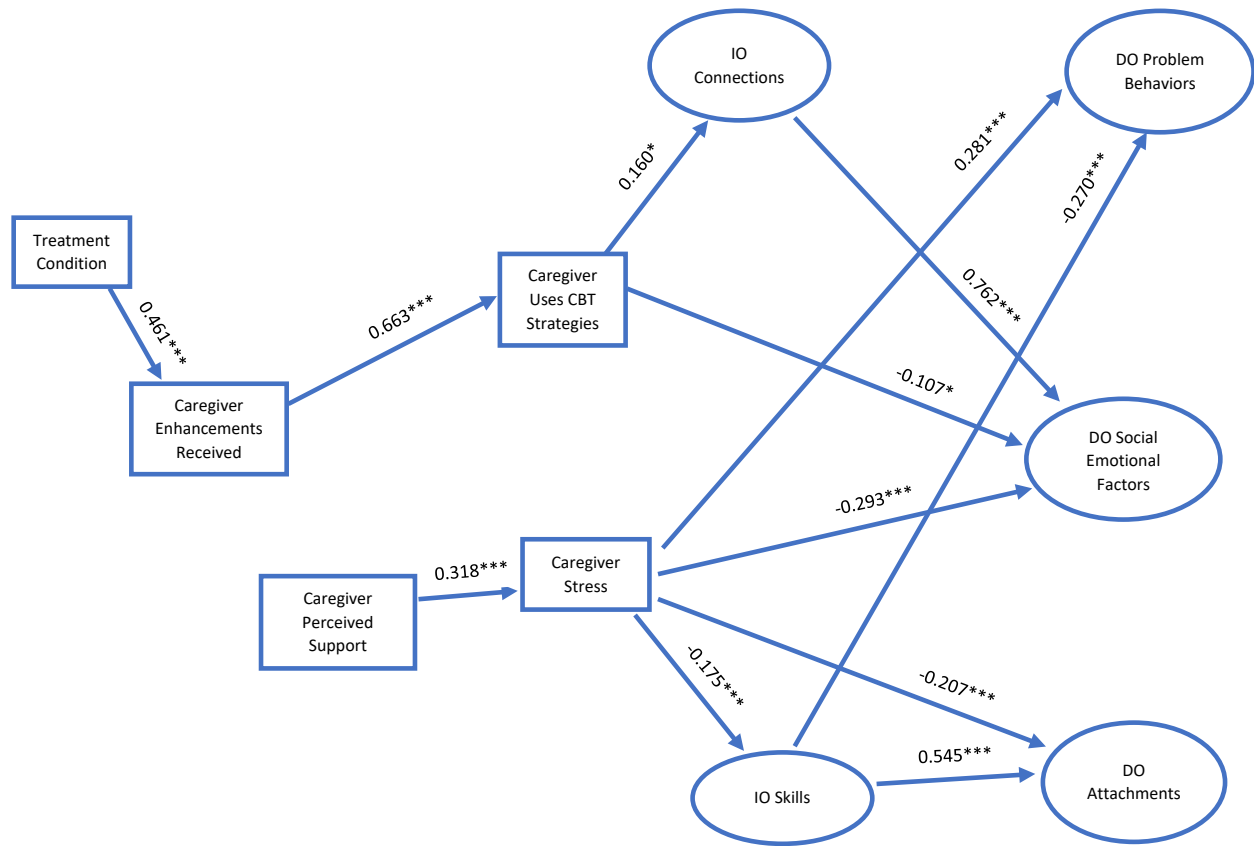 IO
Connections
DO Problem
Behaviors
0.281***
0.160*
-0.270***
Treatment
Condition
0.461***
0.663***
Caregiver
Uses CBT
Strategies
0.762***
-0.107*
Caregiver
Enhancements
Received
DO Social
Emotional
Factors
-0.293***
0.318***
Caregiver
Stress
Caregiver
Perceived
Support
-0.175***
-0.207***
0.545***
IO Skills
DO
Attachments